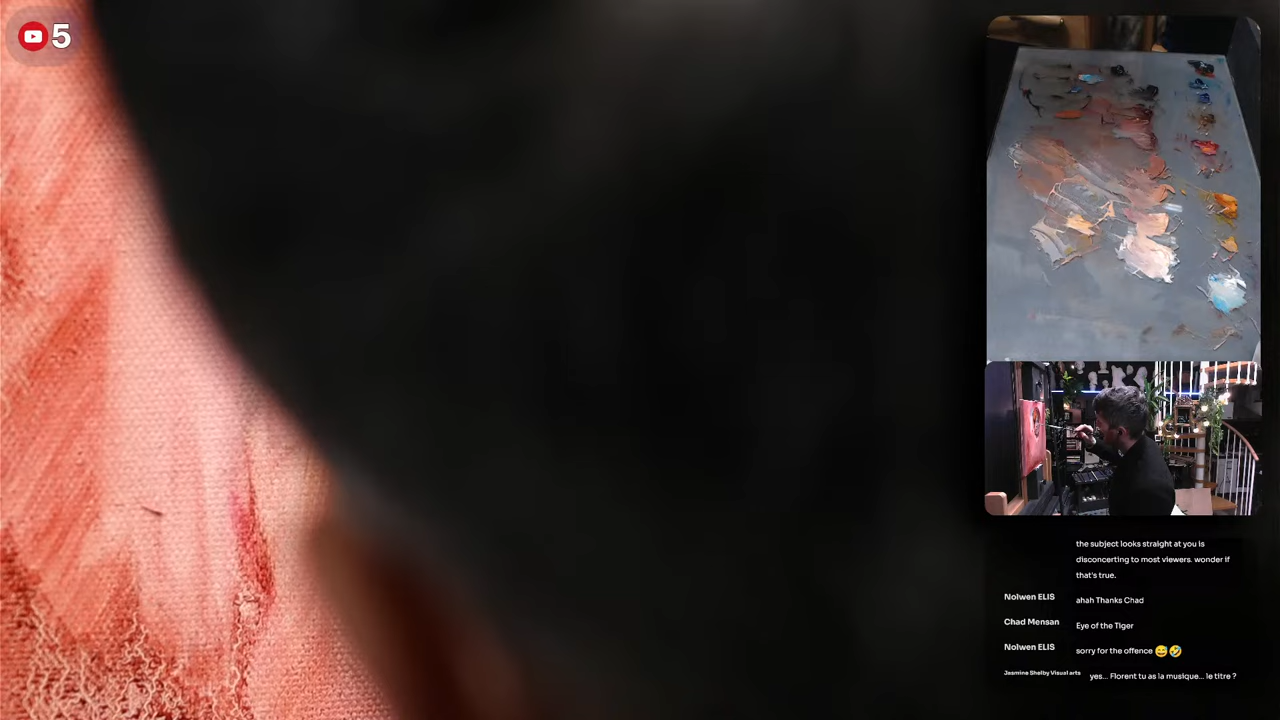 5
the subject looks straight at you is
disconcerting to most viewers. wonder if
that's true.
Nolwen ELIS ahah Thanks Chad
Chad Mensan Eye of the Tiger
Nolwen ELIS sorry for the offence 😅🤣
Jasmine Shelby Visual arts yes... Florent tu as la musique... le titre ?